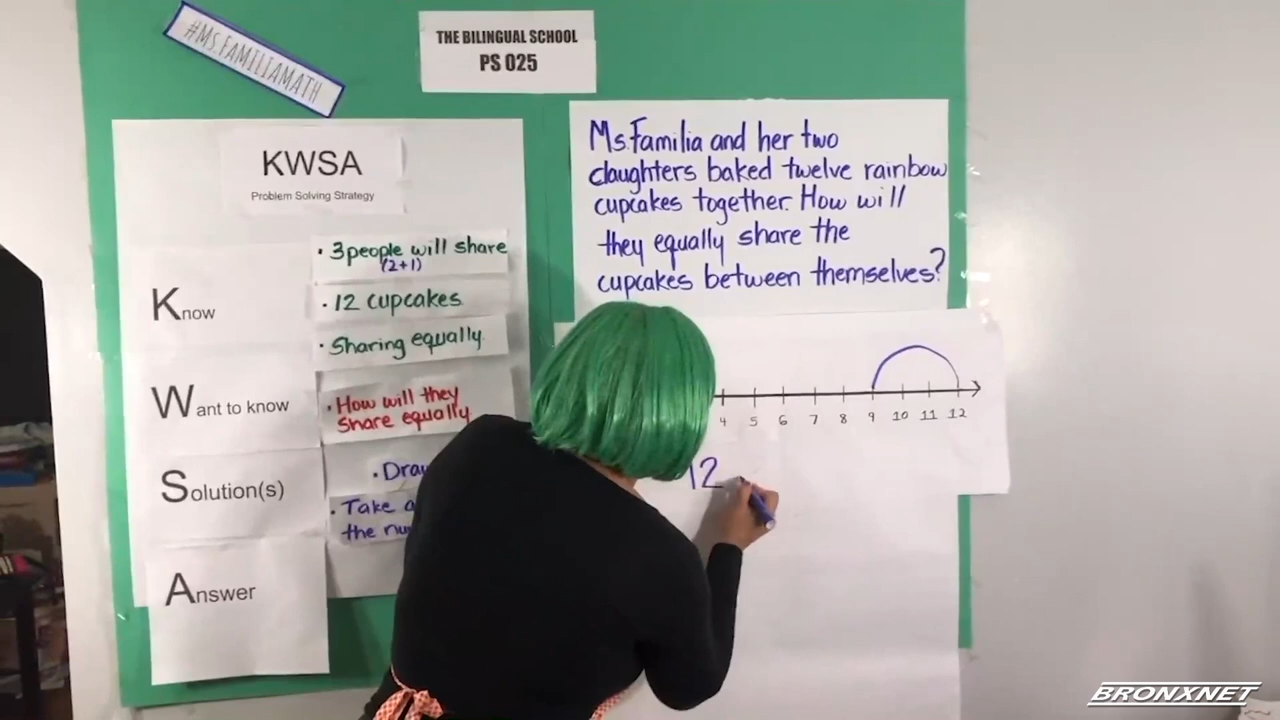 #MS.FAMILIAMATH
THE BILINGUAL SCHOOL
PS 025
KWSA
Problem Solving Strategy
Know
• 3 people will share
(2+1)
• 12 cupcakes
• Sharing equally
Want to know
• How will they
share equally
Solution(s)
• Draw
• Take
the
Answer
Ms. Familia and her two
daughters baked twelve rainbow
cupcakes together. How will
they equally share the
cupcakes between themselves?
4 5 6 7 8 9 10 11 12
12
BRONXNET